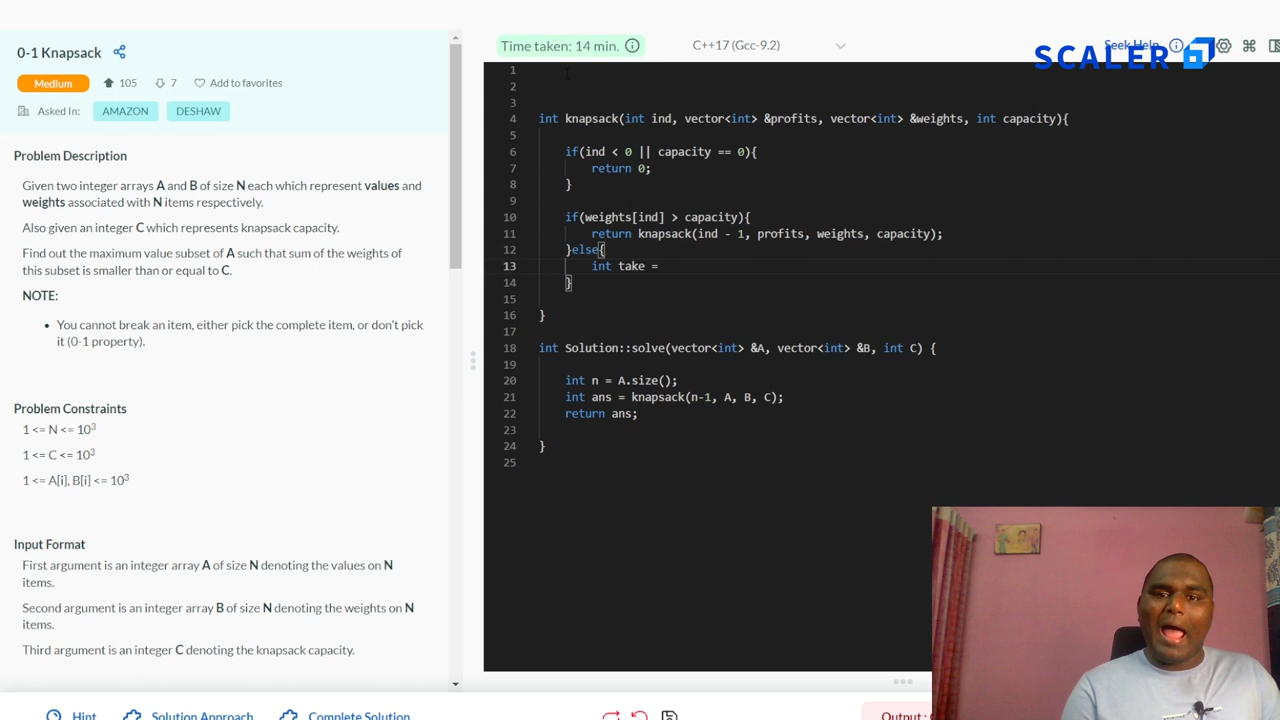 0-1 Knapsack
Medium 105 7 Add to favorites
Asked In: AMAZON DESHAW
Problem Description
Given two integer arrays A and B of size N each which represent values and
weights associated with N items respectively.
Also given an integer C which represents knapsack capacity.
Find out the maximum value subset of A such that sum of the weights of
this subset is smaller than or equal to C.
NOTE:
You cannot break an item, either pick the complete item, or don't pick
it (0-1 property).
Problem Constraints
1 <= N <= 10³
1 <= C <= 10³
1 <= A[i], B[i] <= 10³
Input Format
First argument is an integer array A of size N denoting the values on N
items.
Second argument is an integer array B of size N denoting the weights on N
items.
Third argument is an integer C denoting the knapsack capacity.
Hint Solution Approach Complete Solution
Time taken: 14 min. C++17 (Gcc-9.2) Seek Help
SCALER
1
2
3
4 int knapsack(int ind, vector<int> &profits, vector<int> &weights, int capacity){
5
6 if(ind < 0 || capacity == 0){
7 return 0;
8 }
9
10 if(weights[ind] > capacity){
11 return knapsack(ind - 1, profits, weights, capacity);
12 }else{
13 int take =
14 }
15
16 }
17
18 int Solution::solve(vector<int> &A, vector<int> &B, int C) {
19
20 int n = A.size();
21 int ans = knapsack(n-1, A, B, C);
22 return ans;
23
24 }
25
Output: